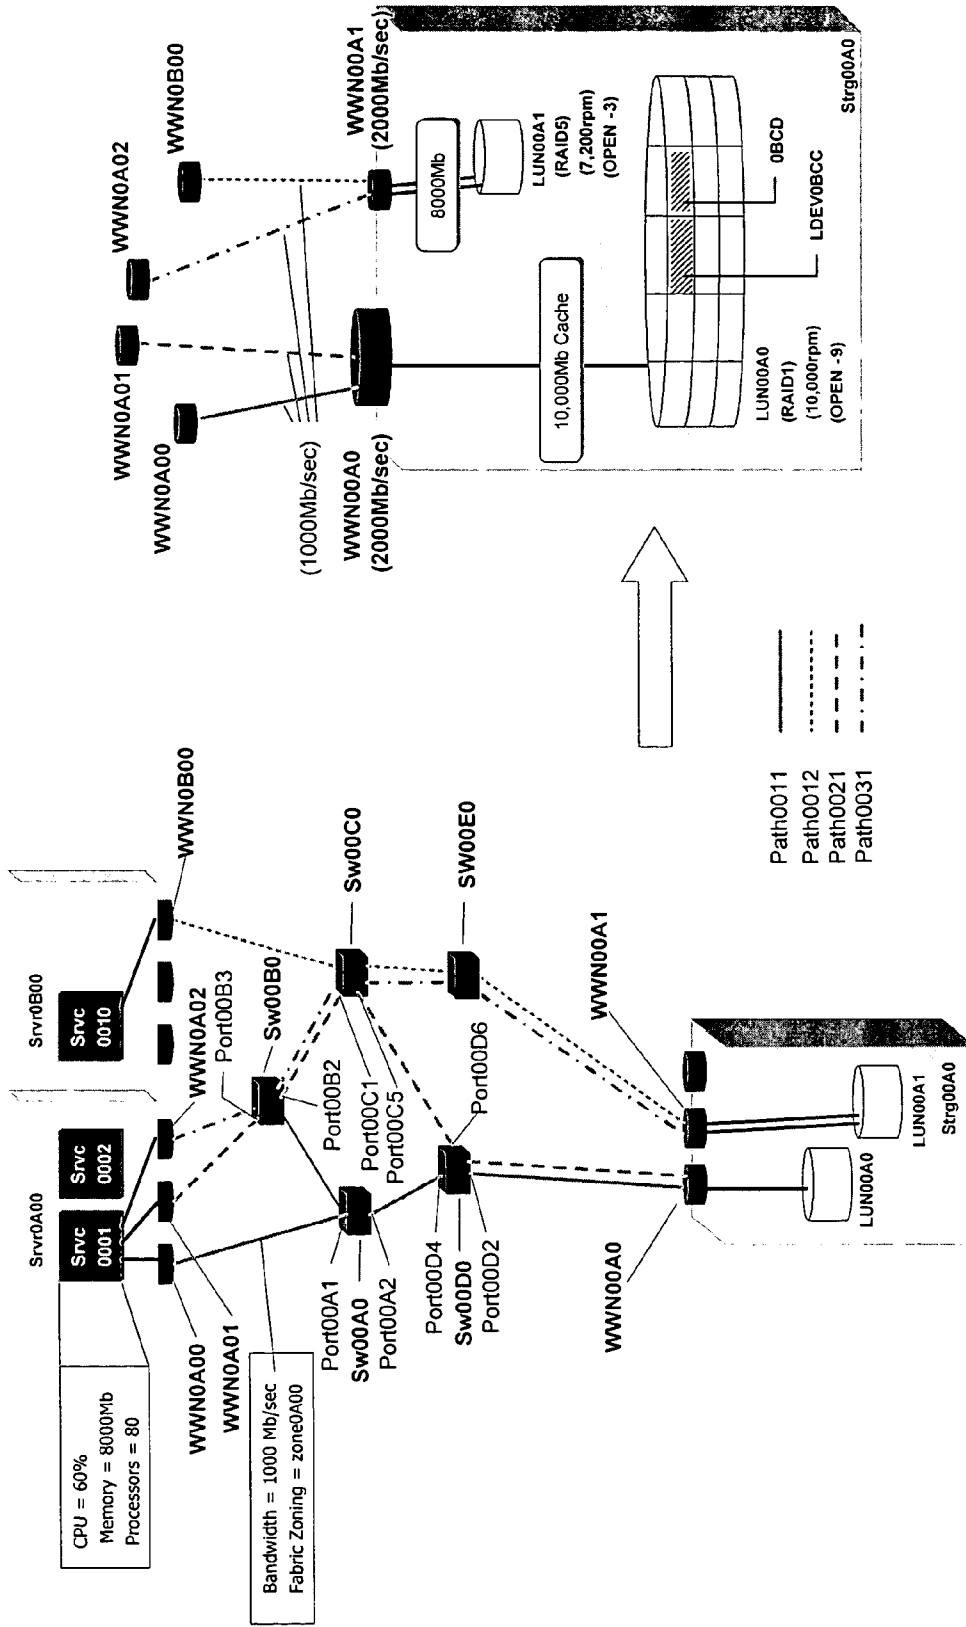 Srvr0A00
Srvr0B00
Srvc
0001
Srvc
0002
Srvc
0010
CPU = 60%
Memory = 8000Mb
Processors = 80
WWN0A00
WWN0A01
WWN0A02
WWN0B00
Port00B3
Sw00B0
Port00B2
Bandwidth = 1000 Mb/sec
Fabric Zoning = zone0A00
Port00A1
Sw00A0
Port00A2
Port00C1
Port00C5
Sw00C0
Port00D4
Sw00D0
Port00D2
Port00D6
SW00E0
WWN00A0
WWN00A1
LUN00A0
LUN00A1
Strg00A0
Path0011
Path0012
Path0021
Path0031
WWN0A00
WWN0A01
WWN0A02
WWN0B00
(1000Mb/sec)
WWN00A0
(2000Mb/sec)
WWN00A1
(2000Mb/sec)
10,000Mb Cache
8000Mb
LUN00A1
(RAID5)
(7,200rpm)
(OPEN -3)
LUN00A0
(RAID1)
(10,000rpm)
(OPEN -9)
LDEV0BCC
0BCD
Strg00A0